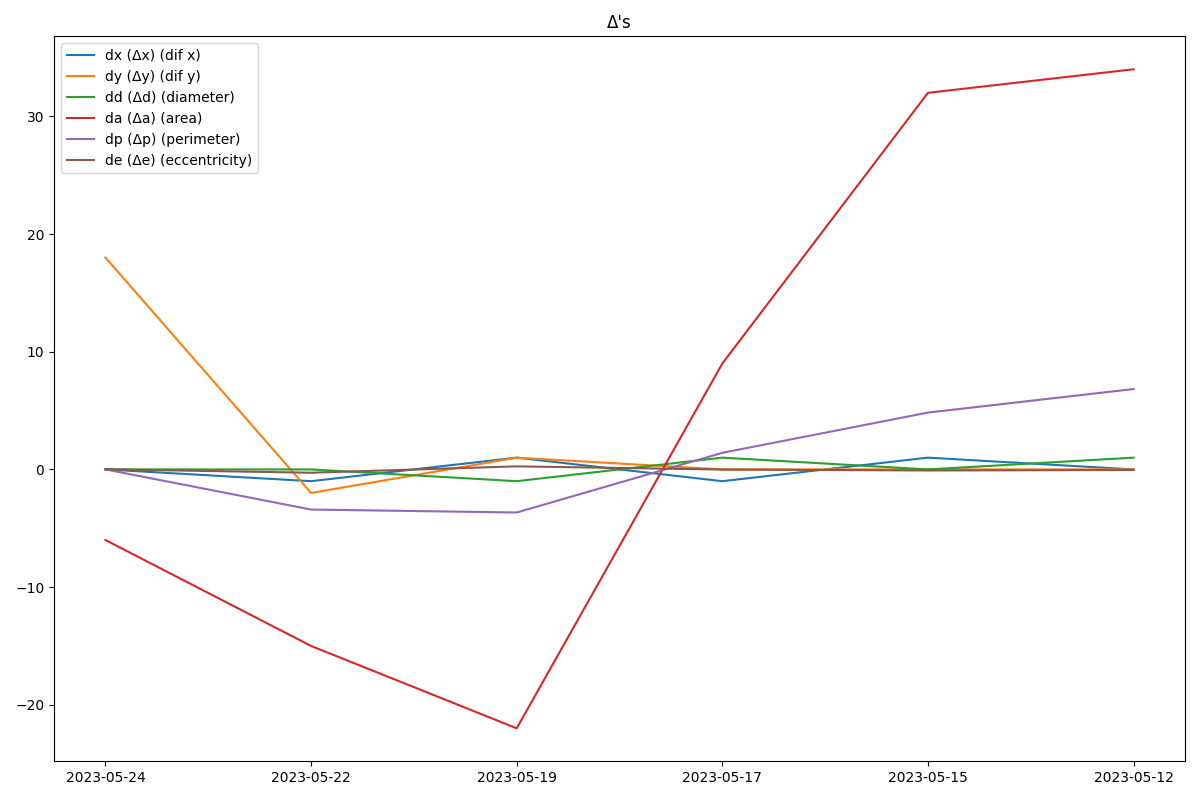 Δ's
dx (Δx) (dif x)
dy (Δy) (dif y)
dd (Δd) (diameter)
da (Δa) (area)
dp (Δp) (perimeter)
de (Δe) (eccentricity)
30
20
10
0
−10
−20
2023-05-24 2023-05-22 2023-05-19 2023-05-17 2023-05-15 2023-05-12